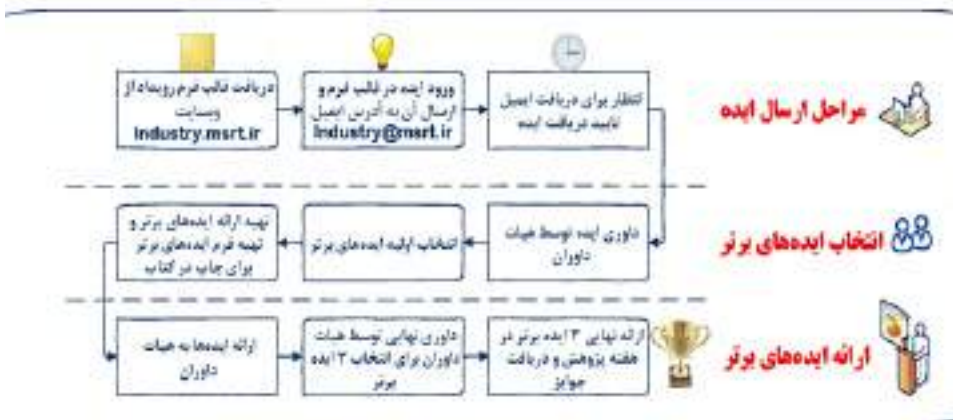 مراحل ارسال ایده
دریافت قالب فرم رویداد از
وبسایت
Industry.msrt.ir
ورود ایده در قالب فرم و
ارسال آن به آدرس ایمیل
Industry@msrt.ir
انتظار برای دریافت ایمیل
تایید دریافت ایده
انتخاب ایده‌های برتر
داوری ایده توسط هیات
داوران
انتخاب اولیه ایده‌های برتر
تهیه ارائه ایده‌های برتر و
تهیه فرم ایده‌های برتر
برای چاپ در کتاب
ارائه ایده‌های برتر
ارائه ایده‌ها به هیات
داوران
داوری نهایی توسط هیات
داوران برای انتخاب ۳ ایده
برتر
ارائه نهایی ۳ ایده برتر در
هفته پژوهش و دریافت
جوایز